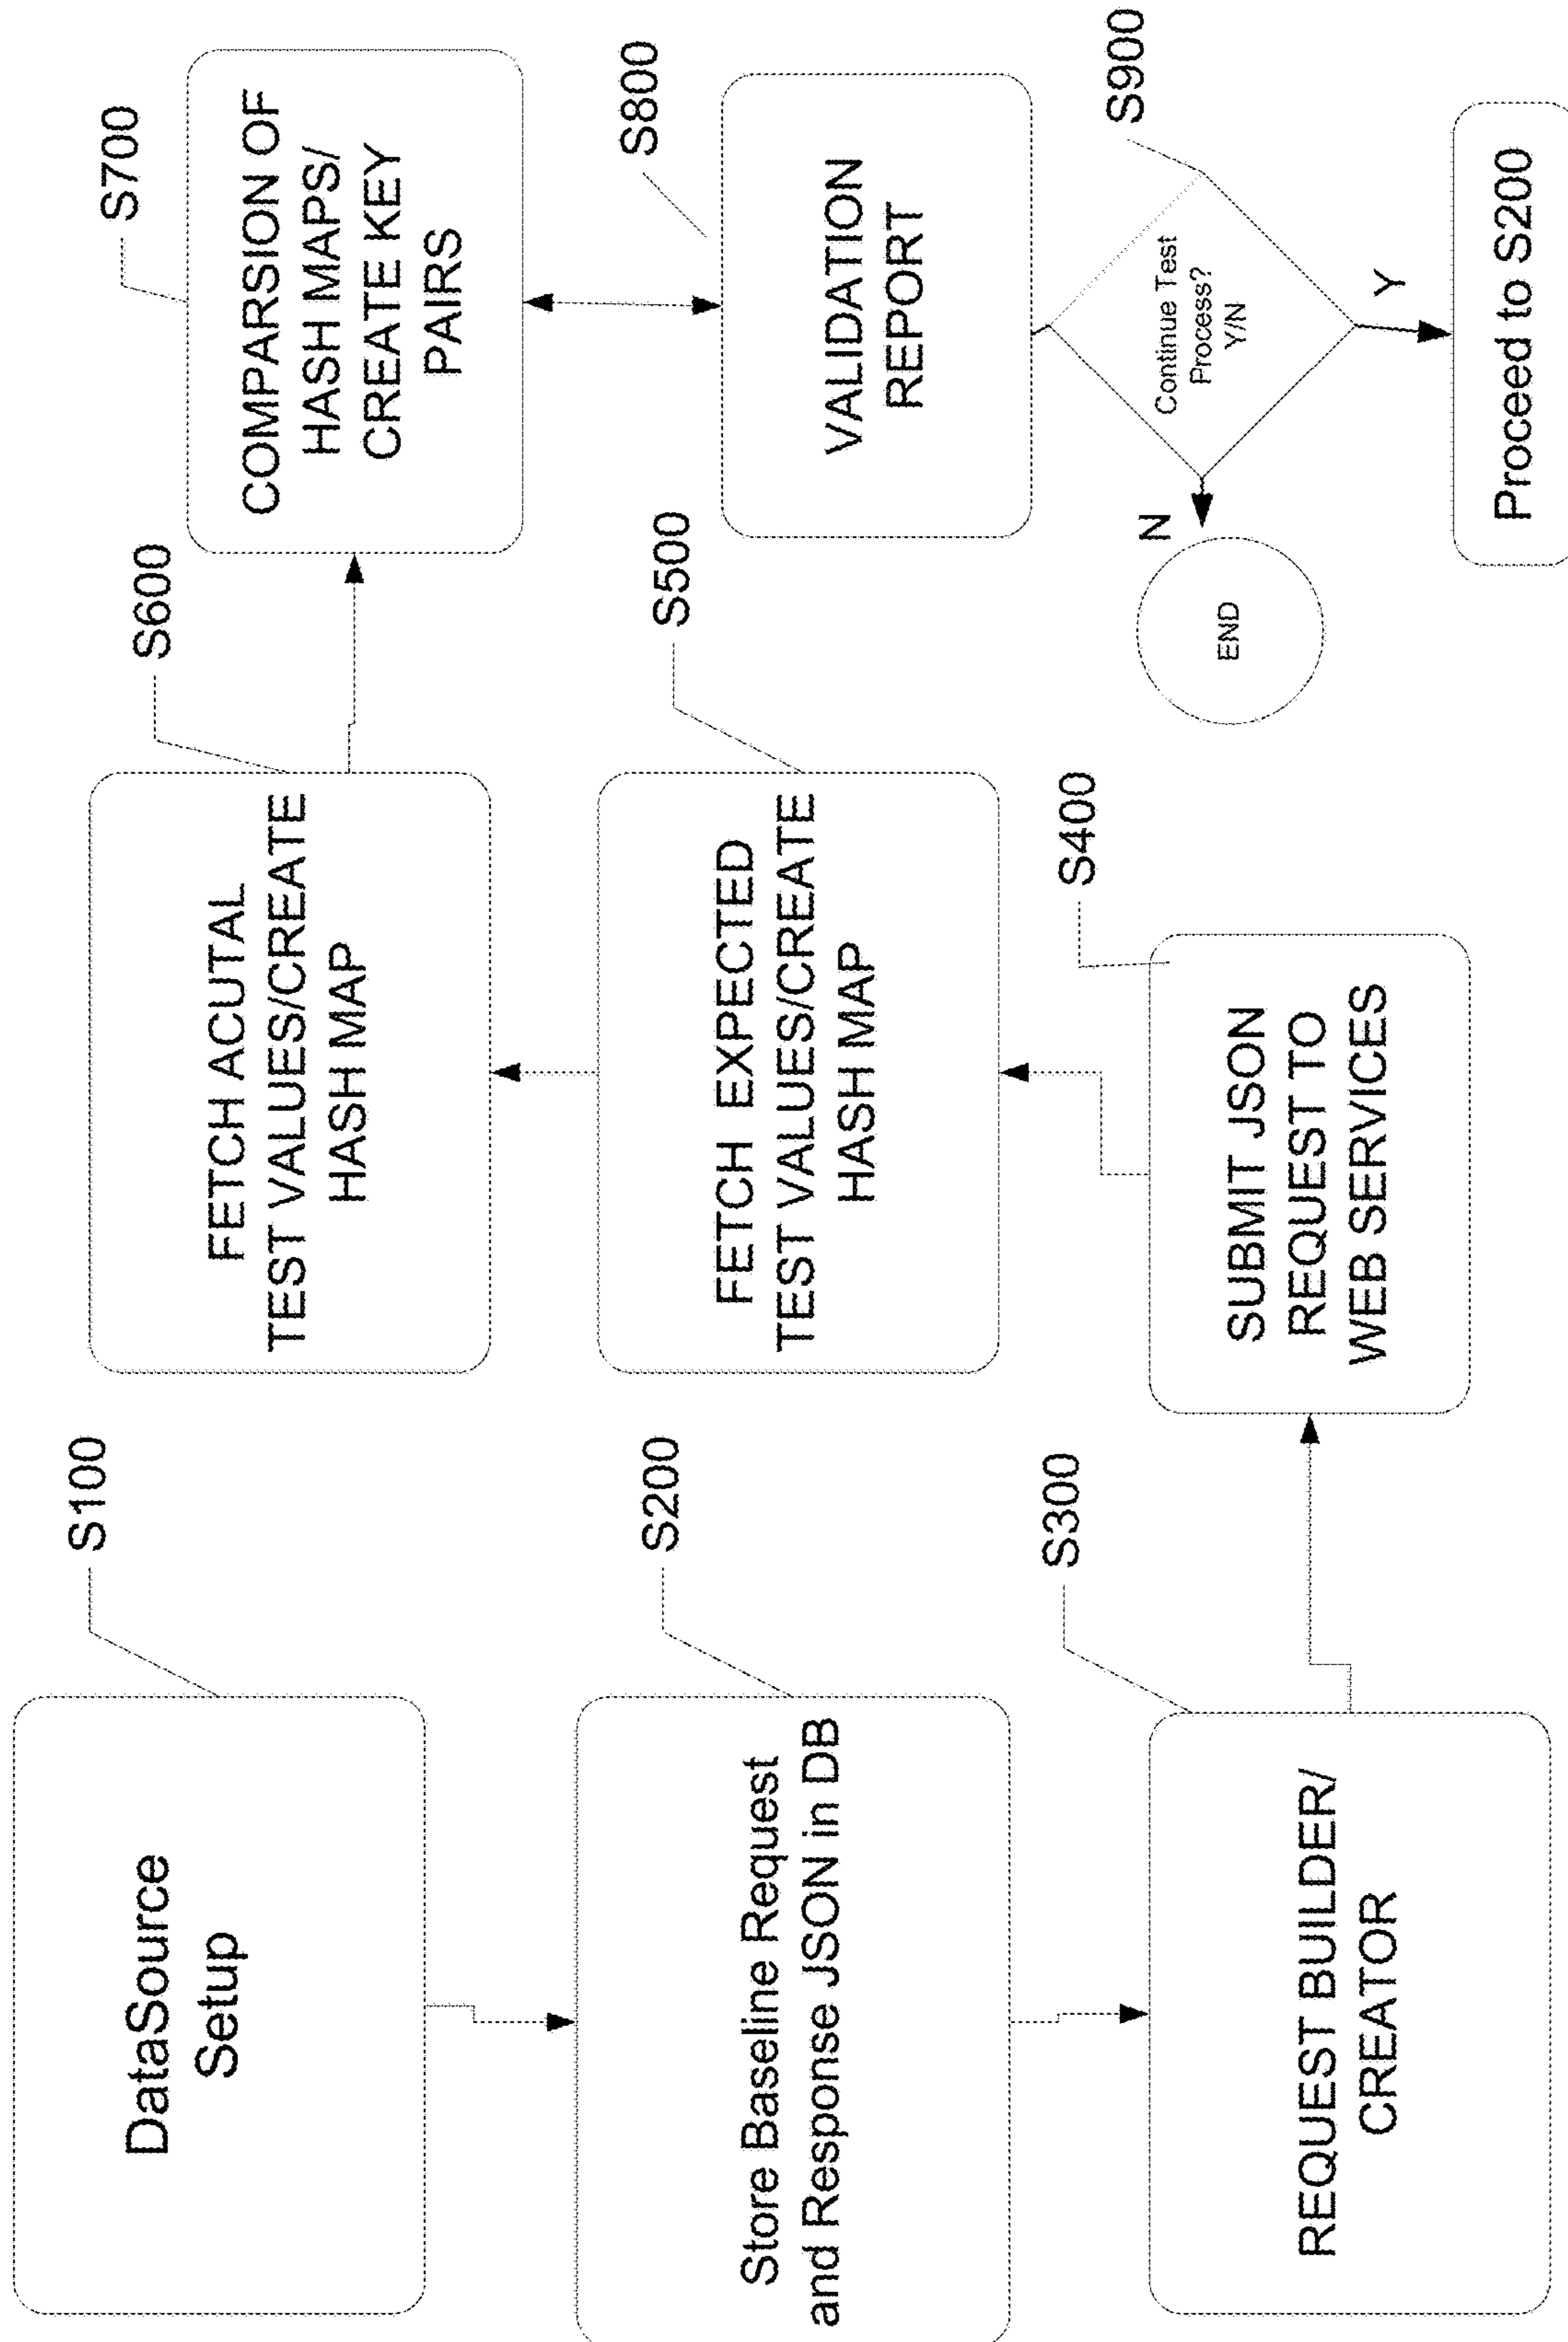 S100
DataSource
Setup
S200
Store Baseline Request
and Response JSON in DB
S300
REQUEST BUILDER/
CREATOR
S400
SUBMIT JSON
REQUEST TO
WEB SERVICES
S500
FETCH EXPECTED
TEST VALUES/CREATE
HASH MAP
S600
FETCH ACUTAL
TEST VALUES/CREATE
HASH MAP
S700
COMPARSION OF
HASH MAPS/
CREATE KEY
PAIRS
S800
VALIDATION
REPORT
S900
Continue Test
Process?
Y/N
N
END
Y
Proceed to S200